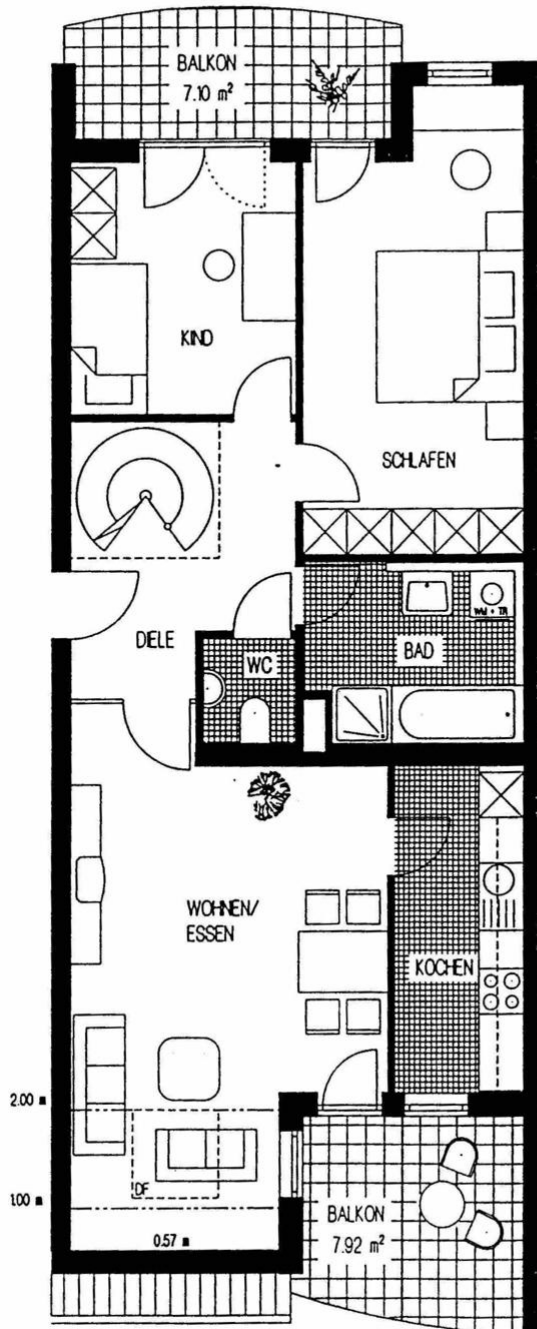 BALKON
7.10 m²
KIND
SCHLAFEN
WM + TR
DIELE
WC
BAD
WOHNEN/
ESSEN
KOCHEN
2.00 m
DF
1.00 m
BALKON
7.92 m²
0.57 m